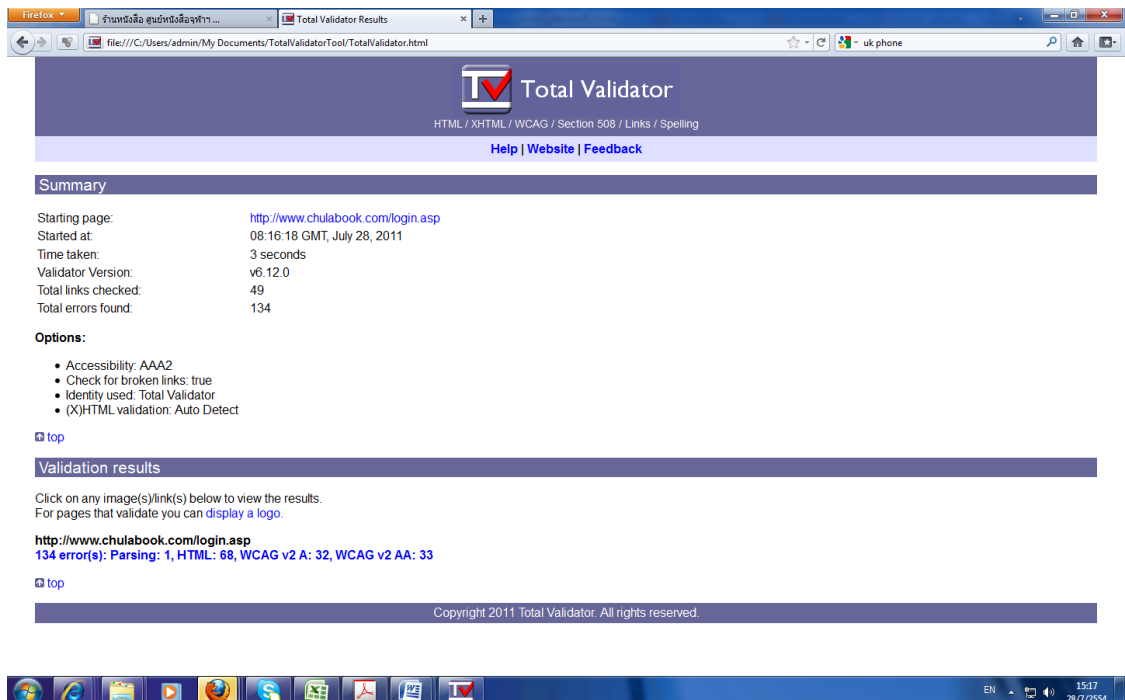 Firefox
ร้านหนังสือ ศูนย์หนังสือจุฬาฯ ...
Total Validator Results
file:///C:/Users/admin/My Documents/TotalValidatorTool/TotalValidator.html
uk phone
TV Total Validator
HTML / XHTML / WCAG / Section 508 / Links / Spelling
Help | Website | Feedback
Summary
Starting page: http://www.chulabook.com/login.asp
Started at: 08:16:18 GMT, July 28, 2011
Time taken: 3 seconds
Validator Version: v6.12.0
Total links checked: 49
Total errors found: 134
Options:
• Accessibility: AAA2
• Check for broken links: true
• Identity used: Total Validator
• (X)HTML validation: Auto Detect
top
Validation results
Click on any image(s)/link(s) below to view the results.
For pages that validate you can display a logo.
http://www.chulabook.com/login.asp
134 error(s): Parsing: 1, HTML: 68, WCAG v2 A: 32, WCAG v2 AA: 33
top
Copyright 2011 Total Validator. All rights reserved.
EN
15:17
28/7/2554